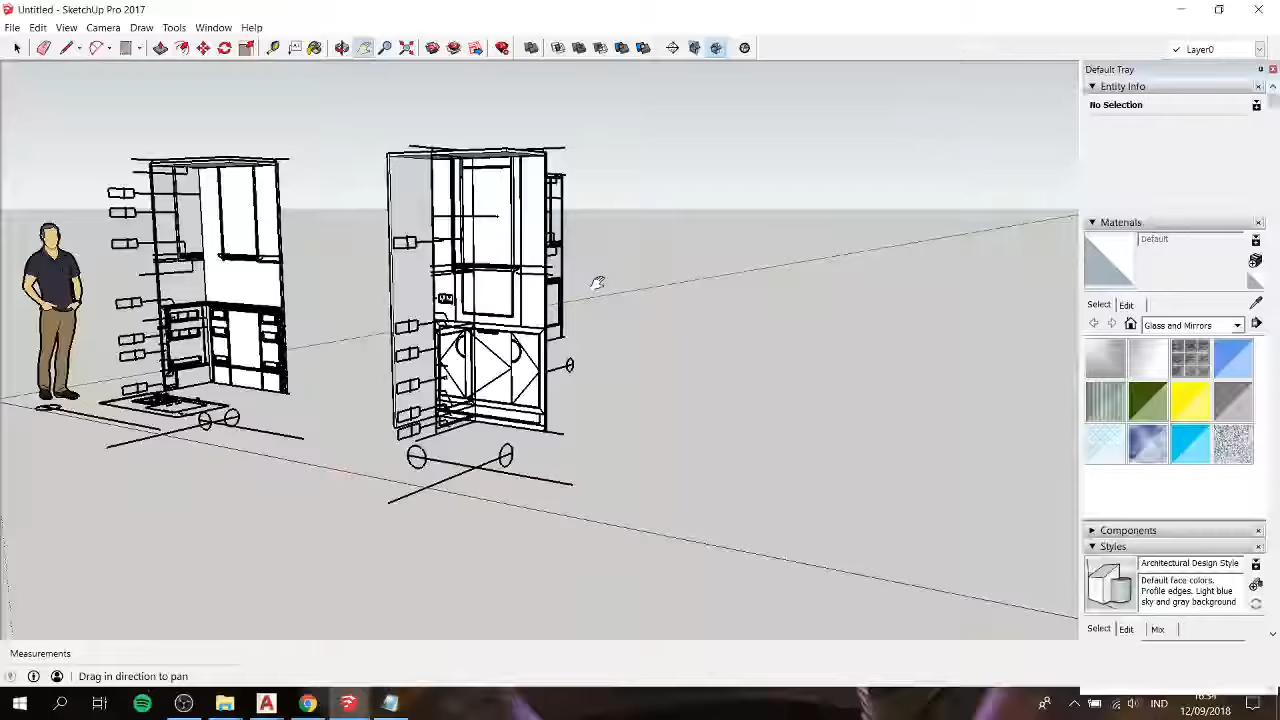 Untitled - SketchUp Pro 2017
File Edit View Camera Draw Tools Window Help
Layer0
Default Tray
Entity Info
No Selection
Materials
Default
Select Edit
Glass and Mirrors
Components
Styles
Architectural Design Style
Default face colors.
Profile edges. Light blue
sky and gray background
Select Edit Mix
Measurements
Drag in direction to pan
IND
16:54
12/09/2018